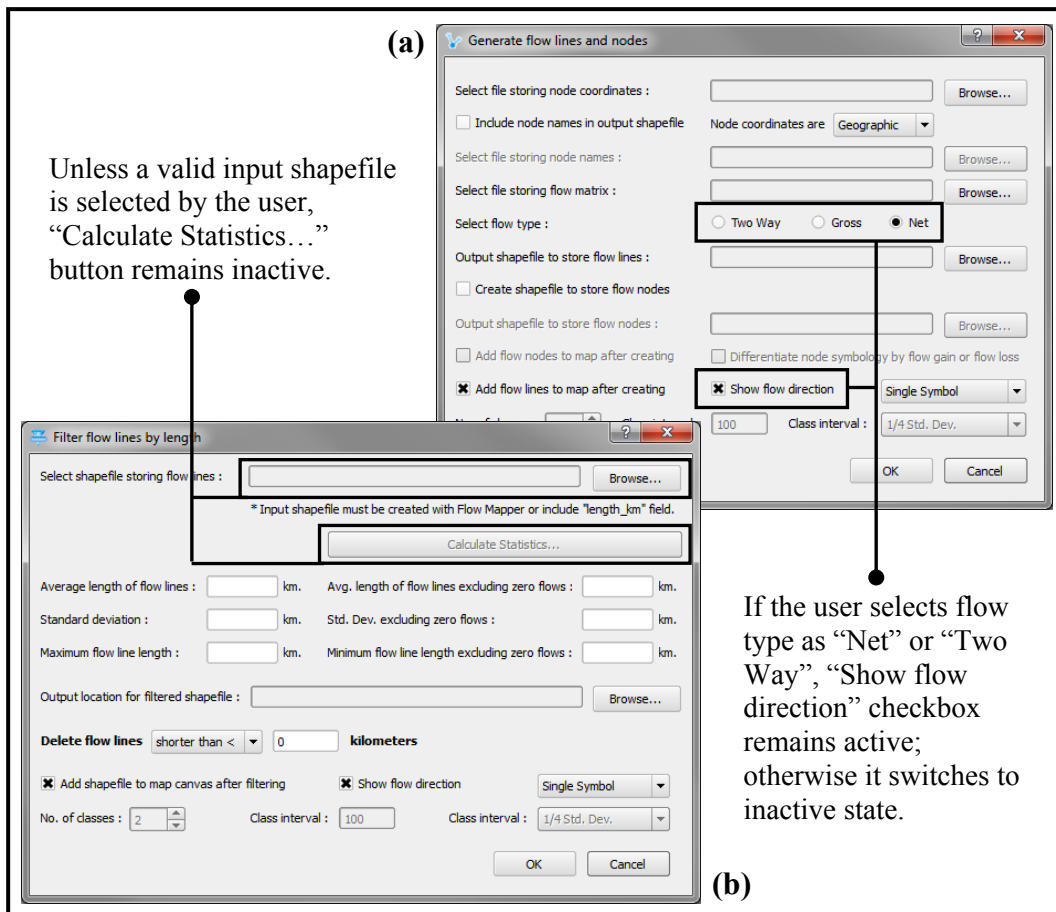 (a)
Generate flow lines and nodes
Select file storing node coordinates :
Browse...
Include node names in output shapefile
Node coordinates are
Geographic
Select file storing node names :
Browse...
Select file storing flow matrix :
Browse...
Select flow type :
Two Way
Gross
Net
Output shapefile to store flow lines :
Browse...
Create shapefile to store flow nodes
Output shapefile to store flow nodes :
Browse...
Add flow nodes to map after creating
Differentiate node symbology by flow gain or flow loss
Add flow lines to map after creating
Show flow direction
Single Symbol
100
Class interval :
1/4 Std. Dev.
OK
Cancel
Unless a valid input shapefile
is selected by the user,
“Calculate Statistics…”
button remains inactive.
Filter flow lines by length
Select shapefile storing flow lines :
Browse...
* Input shapefile must be created with Flow Mapper or include "length_km" field.
Calculate Statistics...
Average length of flow lines :
km.
Avg. length of flow lines excluding zero flows :
km.
Standard deviation :
km.
Std. Dev. excluding zero flows :
km.
Maximum flow line length :
km.
Minimum flow line length excluding zero flows :
km.
Output location for filtered shapefile :
Browse...
Delete flow lines
shorter than <
0
kilometers
Add shapefile to map canvas after filtering
Show flow direction
Single Symbol
No. of classes :
2
Class interval :
100
Class interval :
1/4 Std. Dev.
OK
Cancel
(b)
If the user selects flow
type as “Net” or “Two
Way”, “Show flow
direction” checkbox
remains active;
otherwise it switches to
inactive state.